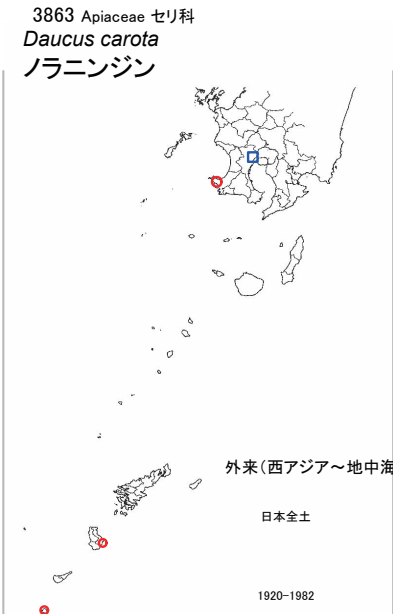 3863 Apiaceae セリ科
Daucus carota
ノラニンジン
外来(西アジア～地中海
日本全土
1920-1982